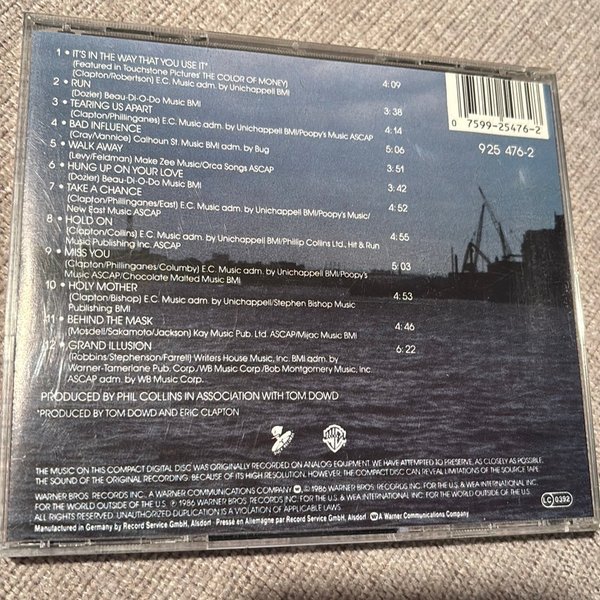 1 • IT'S IN THE WAY THAT YOU USE IT* 4:09
(Featured in Touchstone Pictures' THE COLOR OF MONEY)
(Clapton/Robertson) E.C. Music adm. by Unichappell BMI
2 • RUN 3:38
(Dozier) Beau-Di-O-Do Music BMI
3 • TEARING US APART 4:14
(Clapton/Phillinganes) E.C. Music adm. by Unichappell BMI/Poopy's Music ASCAP
4 • BAD INFLUENCE 5:06
(Cray/Vannice) Calhoun St. Music BMI adm. by Bug
5 • WALK AWAY 3:51
(Levy/Feldman) Make Zee Music/Orca Songs ASCAP
6 • HUNG UP ON YOUR LOVE 3:42
(Dozier) Beau-Di-O-Do Music BMI
7 • TAKE A CHANCE 4:52
(Clapton/Phillinganes/East) E.C. Music adm. by Unichappell BMI/Poopy's Music/
New East Music ASCAP
8 • HOLD ON 4:55
(Clapton/Collins) E.C. Music adm. by Unichappell BMI/Phillip Collins Ltd., Hit & Run
Music Publishing Inc. ASCAP
9 • MISS YOU 5:03
(Clapton/Phillinganes/Columby) E.C. Music adm. by Unichappell BMI/Poopy's
Music ASCAP/Chocolate Malted Music BMI
10 • HOLY MOTHER 4:53
(Clapton/Bishop) E.C. Music adm. by Unichappell/Stephen Bishop Music
Publishing BMI
11 • BEHIND THE MASK 4:46
(Mosdell/Sakamoto/Jackson) Kay Music Pub. Ltd. ASCAP/Mijac Music BMI
12 • GRAND ILLUSION 6:22
(Robbins/Stephenson/Farrell) Writers House Music, Inc. BMI adm. by
Warner-Tamerlane Pub. Corp./WB Music Corp./Bob Montgomery Music, Inc.
ASCAP adm. by WB Music Corp.
PRODUCED BY PHIL COLLINS IN ASSOCIATION WITH TOM DOWD
*PRODUCED BY TOM DOWD AND ERIC CLAPTON
0 7599-25476-2
9 25 476-2
THE MUSIC ON THIS COMPACT DIGITAL DISC WAS ORIGINALLY RECORDED ON ANALOG EQUIPMENT. WE HAVE ATTEMPTED TO PRESERVE, AS CLOSELY AS POSSIBLE,
THE SOUND OF THE ORIGINAL RECORDING. BECAUSE OF ITS HIGH RESOLUTION, HOWEVER, THE COMPACT DISC CAN REVEAL LIMITATIONS OF THE SOURCE TAPE.
WARNER BROS. RECORDS INC., A WARNER COMMUNICATIONS COMPANY © 1986 WARNER BROS. RECORDS INC. FOR THE U.S. & WEA INTERNATIONAL INC.
FOR THE WORLD OUTSIDE OF THE U.S. ℗ 1986 WARNER BROS. RECORDS INC. FOR THE U.S. & WEA INTERNATIONAL INC. FOR THE WORLD OUTSIDE OF THE U.S.
ALL RIGHTS RESERVED. UNAUTHORIZED DUPLICATION IS A VIOLATION OF APPLICABLE LAWS.
Manufactured in Germany by Record Service GmbH, Alsdorf · Pressé en Allemagne par Record Service GmbH, Alsdorf. A Warner Communications Company
LC 0392